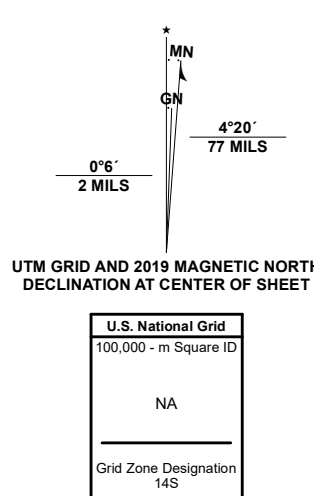 ★
MN
GN
4°20´
77 MILS
0°6´
2 MILS
UTM GRID AND 2019 MAGNETIC NORTH
DECLINATION AT CENTER OF SHEET
U.S. National Grid
100,000 - m Square ID
NA
Grid Zone Designation
14S